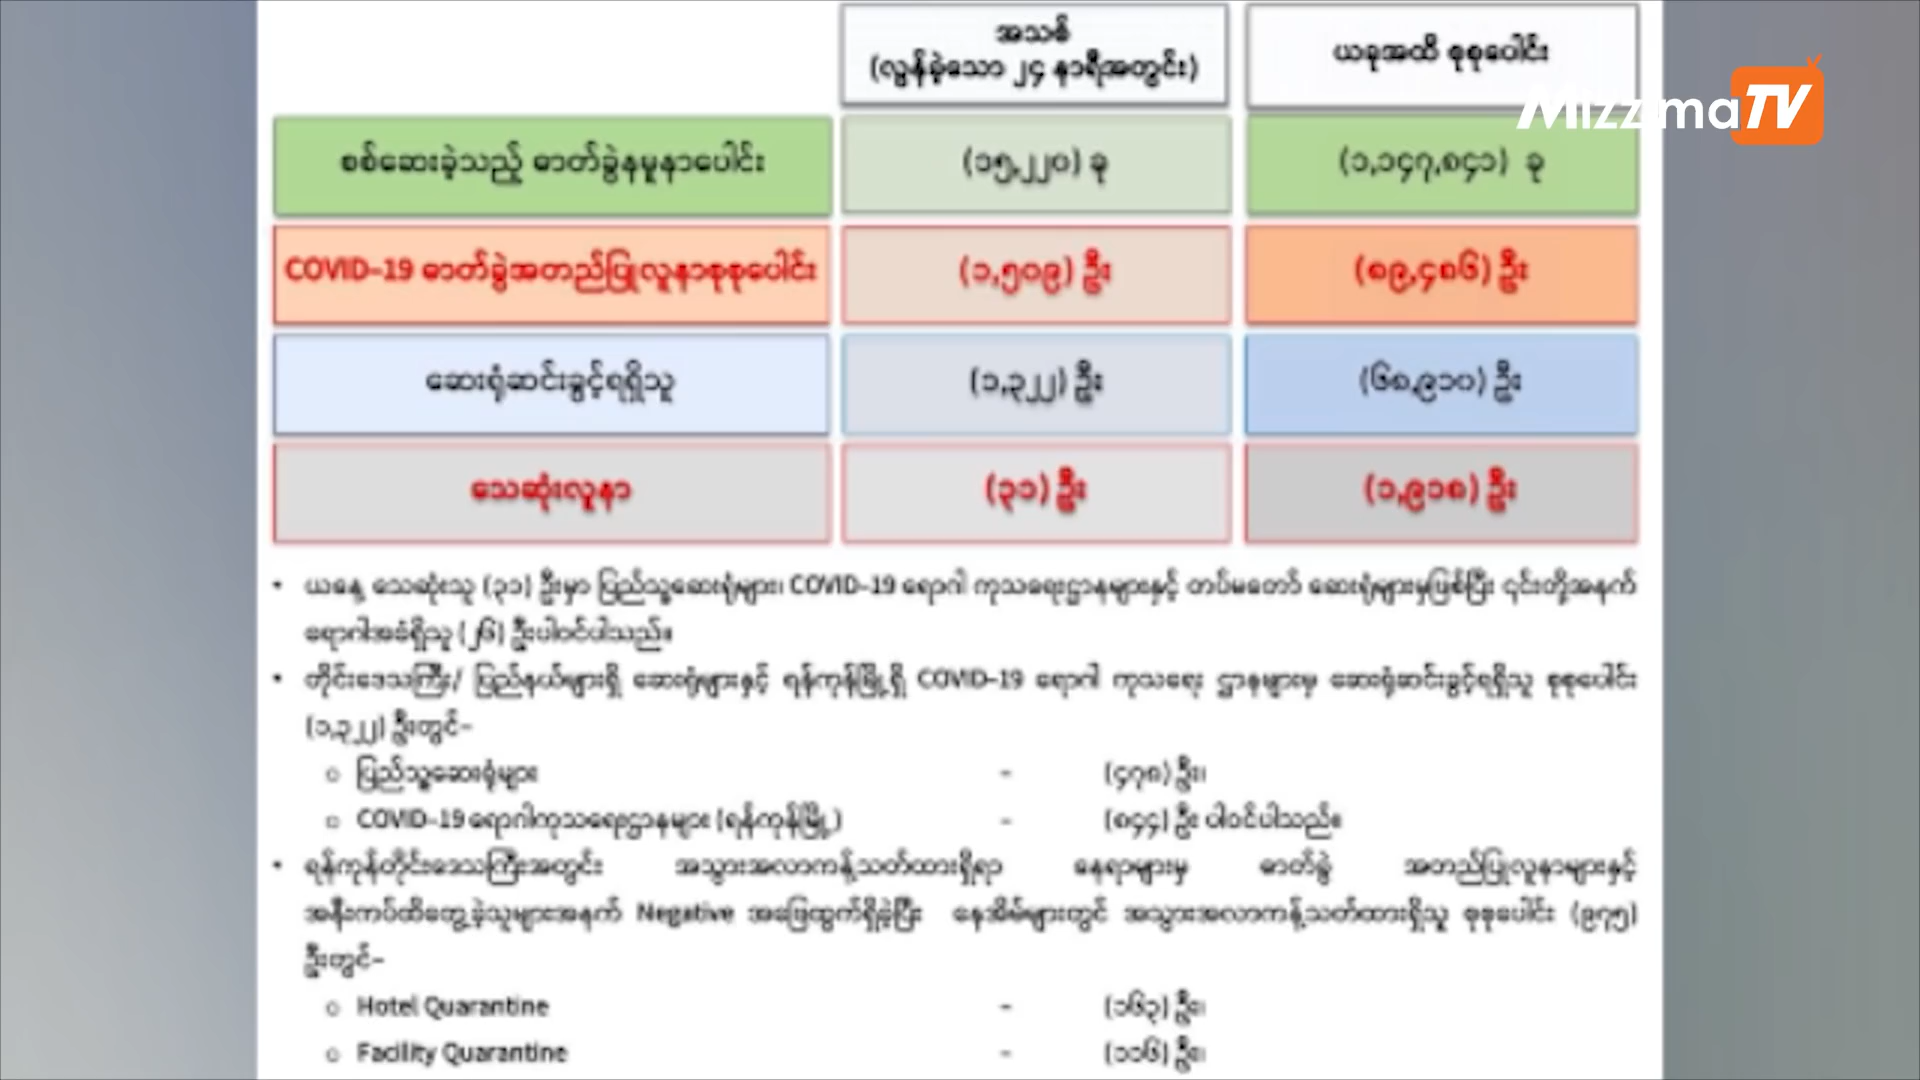 အသစ် (လွန်ခဲ့သော ၂၄ နာရီအတွင်း)
ယခုအထိ စုစုပေါင်း
MizzimaTV
စစ်ဆေးခဲ့သည့် ဓာတ်ခွဲနမူနာပေါင်း (၁၅,၂၂၀) ခု (၁,၁၄၇,၈၄၁) ခု
COVID-19 ဓာတ်ခွဲအတည်ပြုလူနာစုစုပေါင်း (၁,၅၀၉) ဦး (၈၉,၄၈၆) ဦး
ဆေးရုံဆင်းခွင့်ရရှိသူ (၁,၃၂၂) ဦး (၆၈,၉၁၀) ဦး
သေဆုံးလူနာ (၃၁) ဦး (၁,၉၁၈) ဦး
• ယနေ့ သေဆုံးသူ (၃၁) ဦးမှာ ပြည်သူ့ဆေးရုံများ၊ COVID-19 ရောဂါ ကုသရေးဌာနများနှင့် တပ်မတော် ဆေးရုံများမှဖြစ်ပြီး ၎င်းတို့အနက်
ရောဂါအခံရှိသူ (၂၆) ဦးပါဝင်ပါသည်။
• တိုင်းဒေသကြီး/ ပြည်နယ်များရှိ ဆေးရုံများနှင့် ရန်ကုန်မြို့ရှိ COVID-19 ရောဂါ ကုသရေး ဌာနများမှ ဆေးရုံဆင်းခွင့်ရရှိသူ စုစုပေါင်း
(၁,၃၂၂) ဦးတွင်-
o ပြည်သူ့ဆေးရုံများ - (၄၇၈) ဦး၊
o COVID-19 ရောဂါကုသရေးဌာနများ (ရန်ကုန်မြို့) - (၈၄၄) ဦး ပါဝင်ပါသည်။
• ရန်ကုန်တိုင်းဒေသကြီးအတွင်း အသွားအလာကန့်သတ်ထားရှိရာ နေရာများမှ ဓာတ်ခွဲ အတည်ပြုလူနာများနှင့်
အနီးကပ်ထိတွေ့ခဲ့သူများအနက် Negative အဖြေထွက်ရှိခဲ့ပြီး နေအိမ်များတွင် အသွားအလာကန့်သတ်ထားရှိသူ စုစုပေါင်း (၉၇၅)
ဦးတွင်-
o Hotel Quarantine - (၁၆၃) ဦး၊
o Facility Quarantine - (၁၁၆) ဦး၊